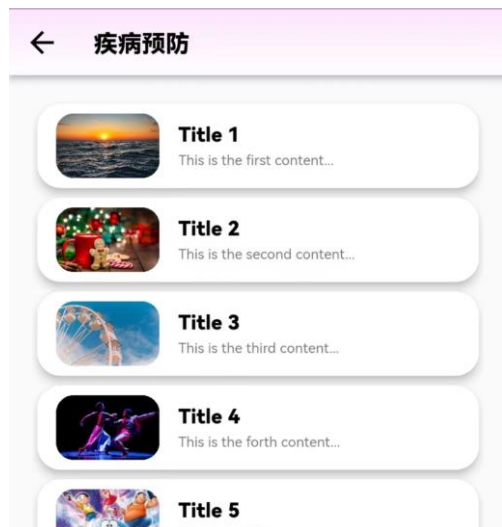 疾病预防
Title 1
This is the first content...
Title 2
This is the second content...
Title 3
This is the third content...
Title 4
This is the forth content...
Title 5